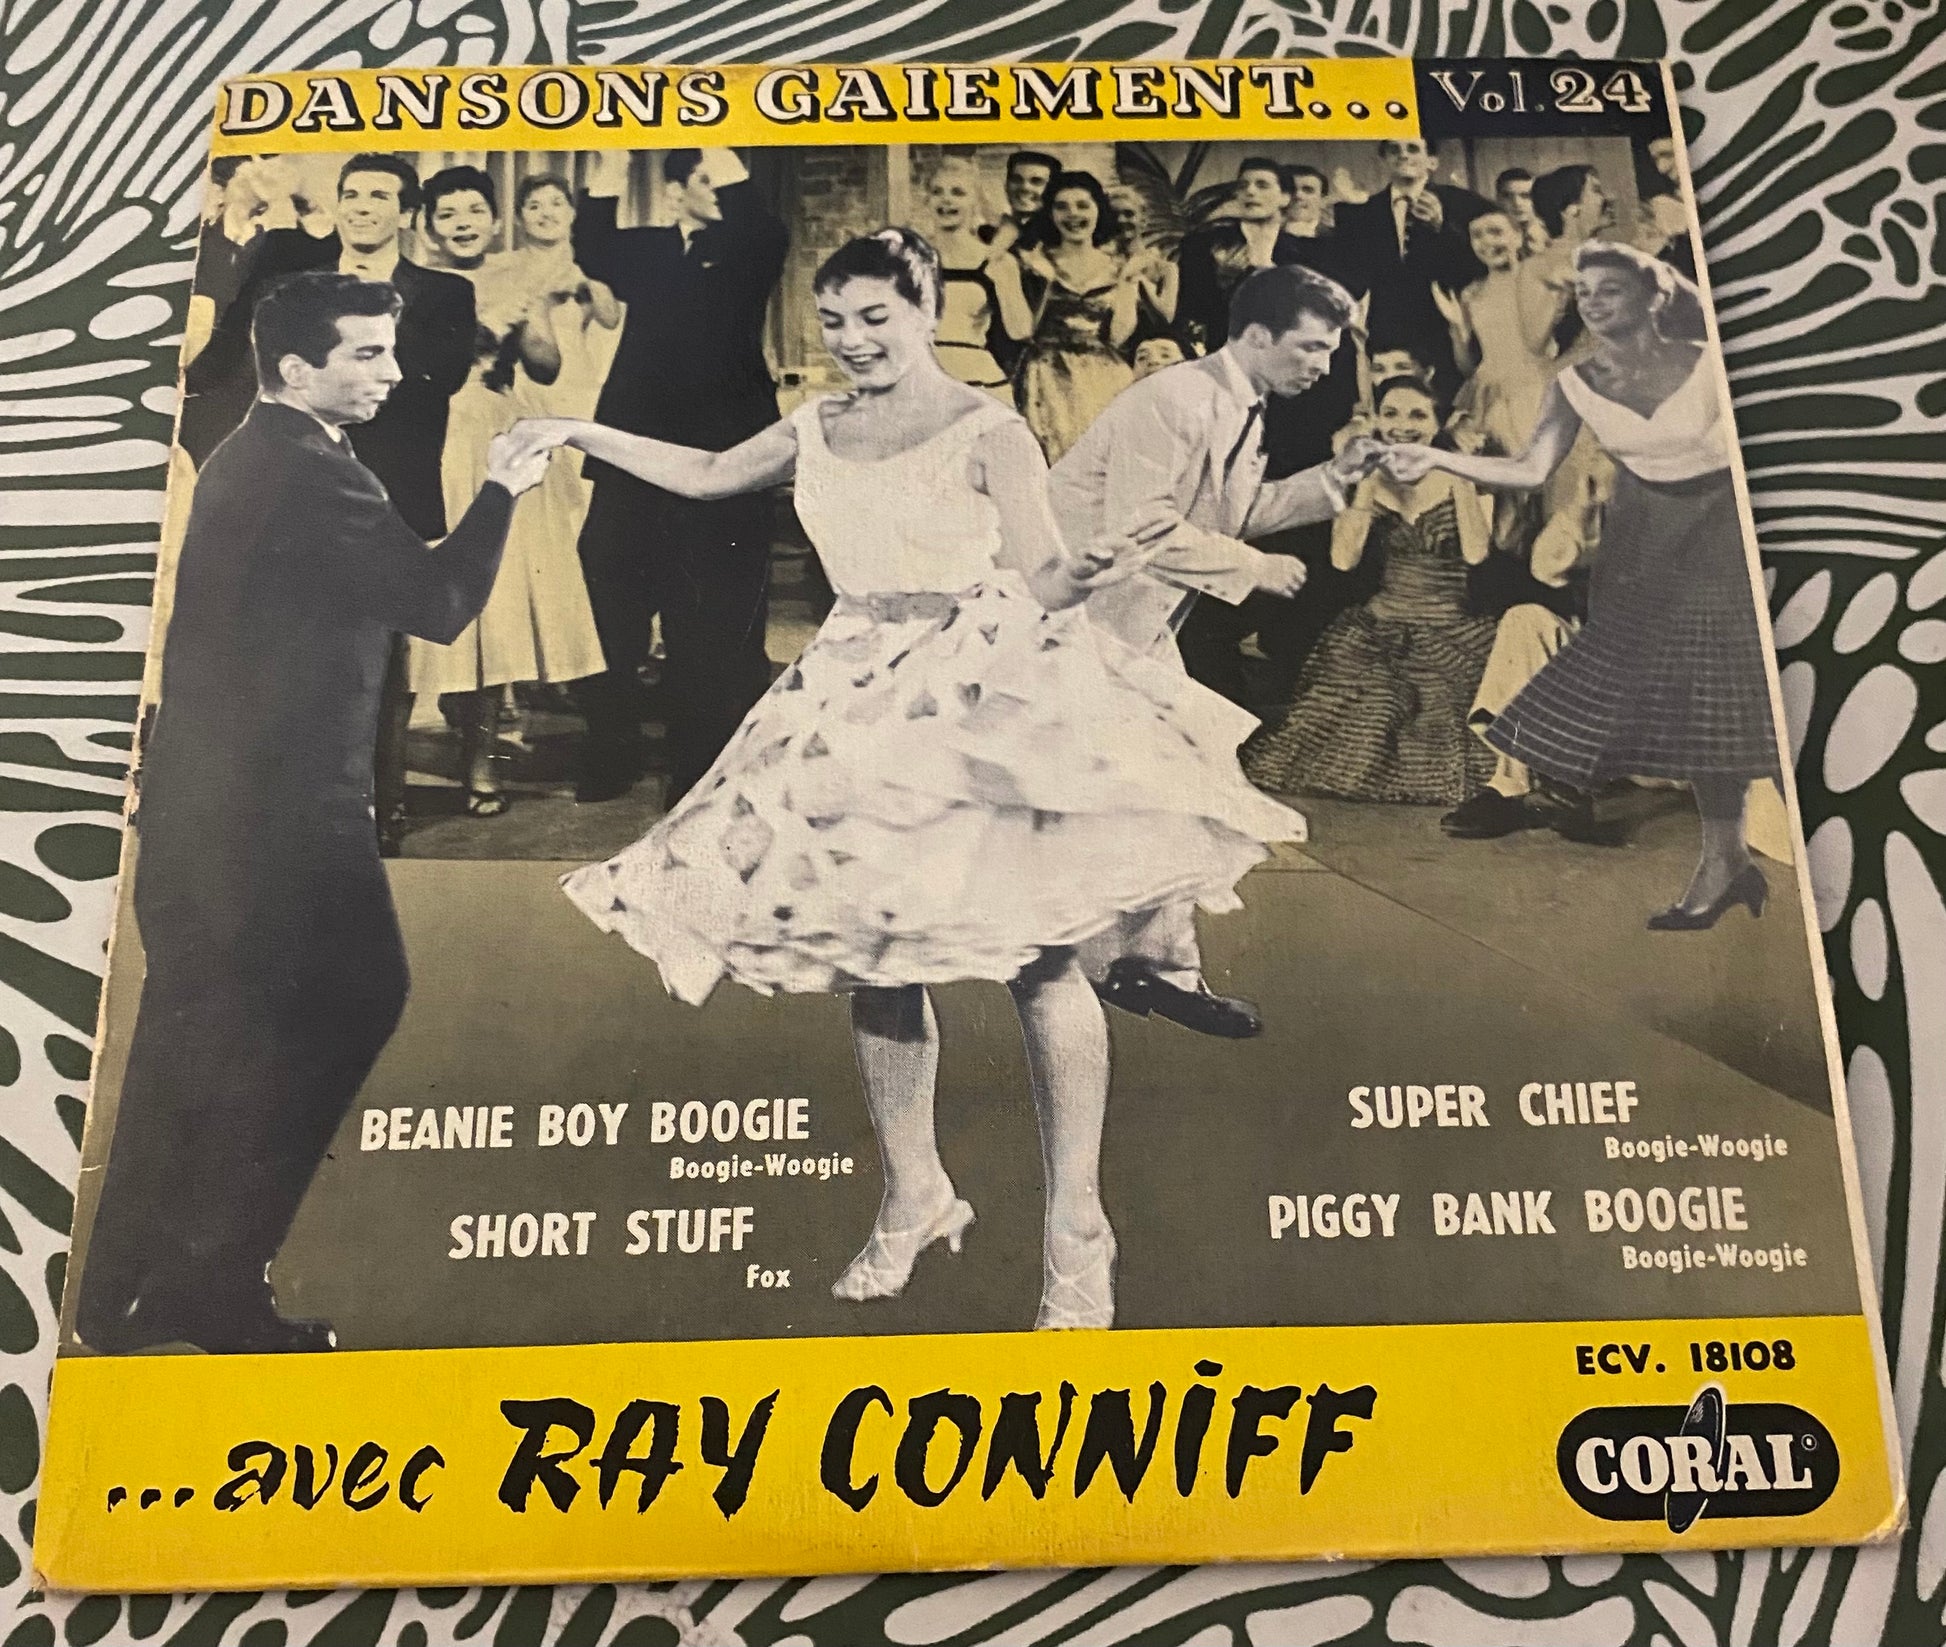 DANSONS GAIEMENT... Vol. 24
BEANIE BOY BOOGIE
Boogie-Woogie
SHORT STUFF
Fox
SUPER CHIEF
Boogie-Woogie
PIGGY BANK BOOGIE
Boogie-Woogie
...avec RAY CONNIFF
ECV. 18108
CORAL